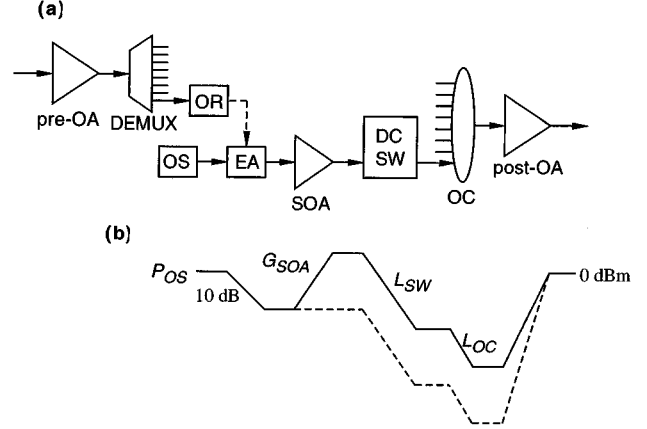 (a)
pre-OA
DEMUX
OR
OS
EA
SOA
DC
SW
OC
post-OA
(b)
P_OS
10 dB
G_SOA
L_SW
L_OC
0 dBm